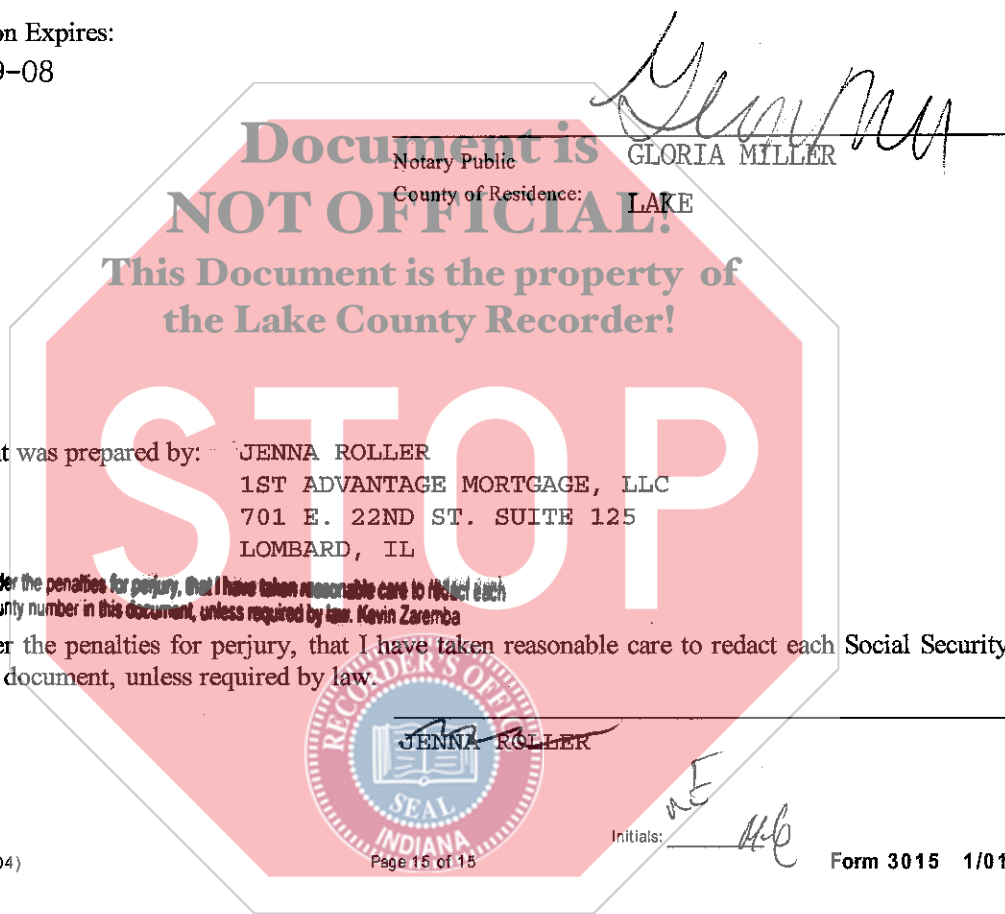 on Expires:
9-08
Document is
NOT OFFICIAL!
This Document is the property of
the Lake County Recorder!
STOP
Notary Public
GLORIA MILLER
County of Residence: LAKE
t was prepared by: JENNA ROLLER
1ST ADVANTAGE MORTGAGE, LLC
701 E. 22ND ST. SUITE 125
LOMBARD, IL
der the penalties for perjury, that I have taken reasonable care to redact each
urity number in this document, unless required by law. Kevin Zaremba
er the penalties for perjury, that I have taken reasonable care to redact each Social Security
document, unless required by law.
JENNA ROLLER
RECORDER'S OFFICE
SEAL
INDIANA
Initials:
04)
Page 15 of 15
Form 3015 1/01